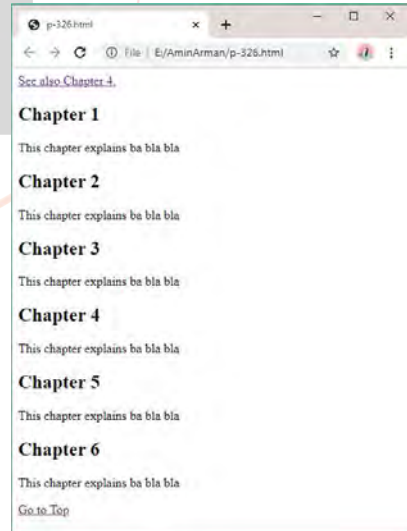 p-326.html
File | E:/AminArman/p-326.html
See also Chapter 4.
Chapter 1
This chapter explains ba bla bla
Chapter 2
This chapter explains ba bla bla
Chapter 3
This chapter explains ba bla bla
Chapter 4
This chapter explains ba bla bla
Chapter 5
This chapter explains ba bla bla
Chapter 6
This chapter explains ba bla bla
Go to Top